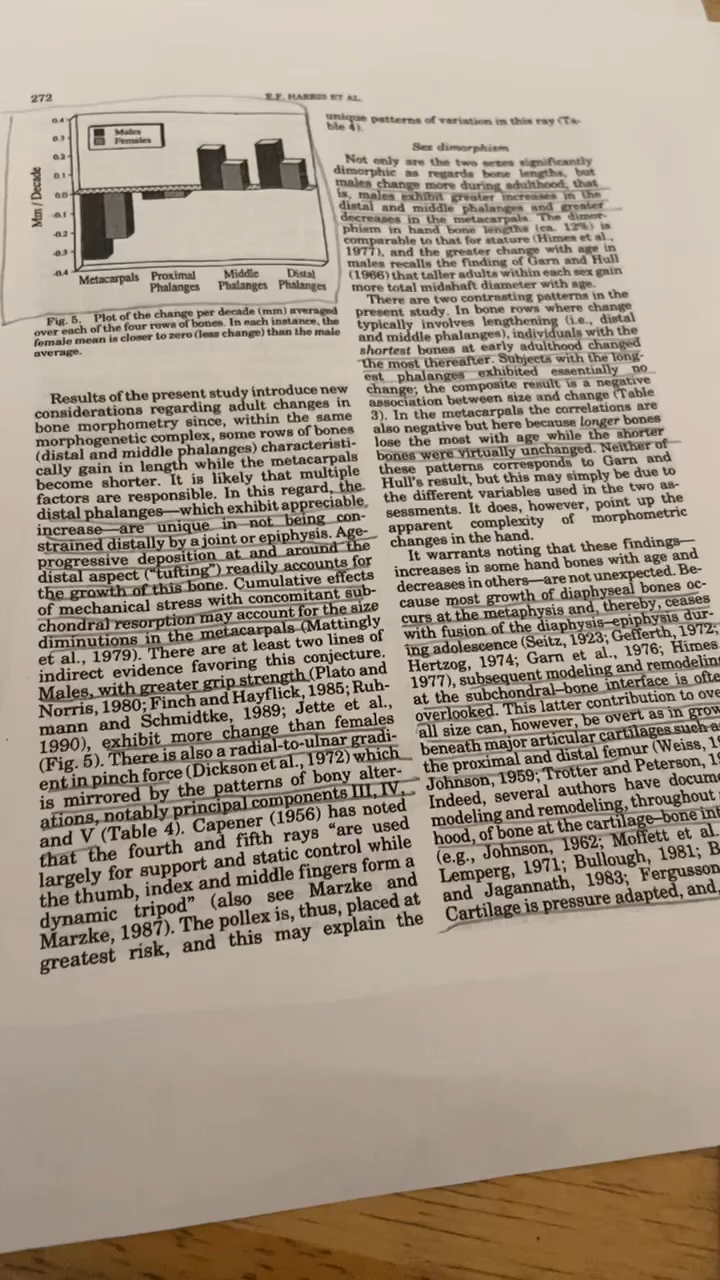 272
E.F. HARRIS ET AL.
0.4
0.3
0.2
0.1
0.0
-0.1
-0.2
-0.3
-0.4
Mm / Decade
Males
Females
Metacarpals Proximal Phalanges Middle Phalanges Distal Phalanges
Fig. 5. Plot of the change per decade (mm) averaged
over each of the four rows of bones. In each instance, the
female mean is closer to zero (less change) than the male
average.
Results of the present study introduce new
considerations regarding adult changes in
bone morphometry since, within the same
morphogenetic complex, some rows of bones
(distal and middle phalanges) characteristi-
cally gain in length while the metacarpals
become shorter. It is likely that multiple
factors are responsible. In this regard, the
distal phalanges—which exhibit appreciable
increase—are unique in not being con-
strained distally by a joint or epiphysis. Age-
progressive deposition at and around the
distal aspect ("tufting") readily accounts for
the growth of this bone. Cumulative effects
of mechanical stress with concomitant sub-
chondral resorption may account for the size
diminutions in the metacarpals (Mattingly
et al., 1979). There are at least two lines of
indirect evidence favoring this conjecture.
Males, with greater grip strength (Plato and
Norris, 1980; Finch and Hayflick, 1985; Ruh-
mann and Schmidtke, 1989; Jette et al.,
1990), exhibit more change than females
(Fig. 5). There is also a radial-to-ulnar gradi-
ent in pinch force (Dickson et al., 1972) which
is mirrored by the patterns of bony alter-
ations, notably principal components III, IV,
and V (Table 4). Capener (1956) has noted
that the fourth and fifth rays "are used
largely for support and static control while
the thumb, index and middle fingers form a
dynamic tripod" (also see Marzke and
Marzke, 1987). The pollex is, thus, placed at
greatest risk, and this may explain the
unique patterns of variation in this ray (Ta-
ble 4).
Sex dimorphism
Not only are the two sexes significantly
dimorphic as regards bone lengths, but
males change more during adulthood; that
is, males exhibit greater increases in the
distal and middle phalanges and greater
decreases in the metacarpals. The dimor-
phism in hand bone lengths (ca. 12%) is
comparable to that for stature (Himes et al.,
1977), and the greater change with age in
males recalls the finding of Garn and Hull
(1966) that taller adults within each sex gain
more total midshaft diameter with age.
There are two contrasting patterns in the
present study. In bone rows where change
typically involves lengthening (i.e., distal
and middle phalanges), individuals with the
shortest bones at early adulthood changed
the most thereafter. Subjects with the long-
est phalanges exhibited essentially no
change; the composite result is a negative
association between size and change (Table
3). In the metacarpals the correlations are
also negative but here because longer bones
lose the most with age while the shorter
bones were virtually unchanged. Neither of
these patterns corresponds to Garn and
Hull's result, but this may simply be due to
the different variables used in the two as-
sessments. It does, however, point up the
apparent complexity of morphometric
changes in the hand.
It warrants noting that these findings—
increases in some hand bones with age and
decreases in others—are not unexpected. Be-
cause most growth of diaphyseal bones oc-
curs at the metaphysis and, thereby, ceases
with fusion of the diaphysis-epiphysis dur-
ing adolescence (Seitz, 1923; Gefferth, 1972;
Hertzog, 1974; Garn et al., 1976; Himes
1977), subsequent modeling and remodelin
at the subchondral-bone interface is ofte
overlooked. This latter contribution to ove
all size can, however, be overt as in grow
beneath major articular cartilages such a
the proximal and distal femur (Weiss, 1
Johnson, 1959; Trotter and Peterson, 19
Indeed, several authors have docume
modeling and remodeling, throughout
hood, of bone at the cartilage-bone int
(e.g., Johnson, 1962; Moffett et al.
Lemperg, 1971; Bullough, 1981; B
and Jagannath, 1983; Fergusson
Cartilage is pressure adapted, and,